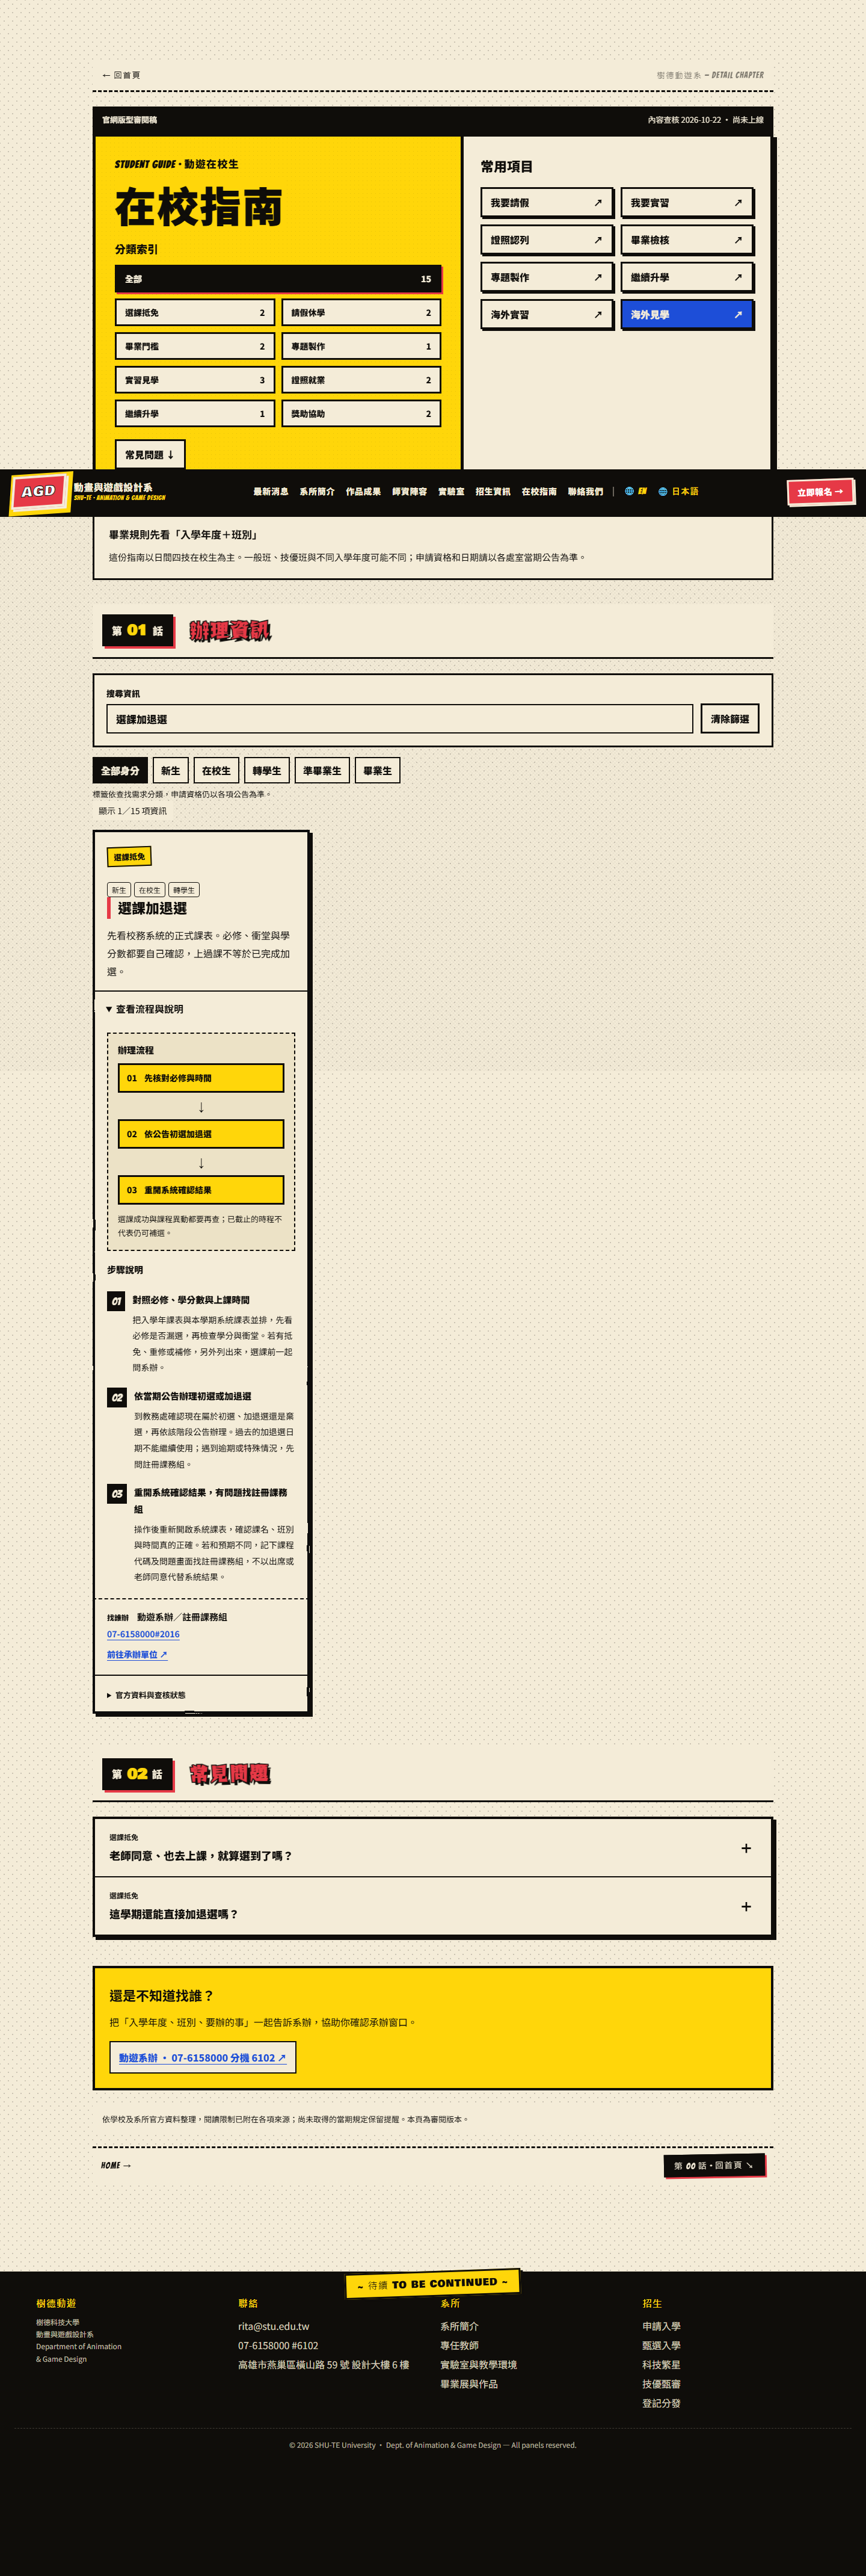 ← 回首頁
樹德動遊系 — DETAIL CHAPTER
官網版型審閱稿
內容查核 2026-10-22 · 尚未上線
STUDENT GUIDE · 動遊在校生
在校指南
分類索引
全部 15
選課抵免 2
請假休學 2
畢業門檻 2
專題製作 1
實習見學 3
證照就業 2
繼續升學 1
獎助協助 2
常見問題 ↓
常用項目
我要請假 ↗
我要實習 ↗
證照認列 ↗
畢業檢核 ↗
專題製作 ↗
繼續升學 ↗
海外實習 ↗
海外見學 ↗
AGD
動畫與遊戲設計系
SHU-TE · ANIMATION & GAME DESIGN
最新消息 系所簡介 作品成果 師資陣容 實驗室 招生資訊 在校指南 聯絡我們 | EN 日本語
立即報名 →
畢業規則先看「入學年度＋班別」
這份指南以日間四技在校生為主。一般班、技優班與不同入學年度可能不同；申請資格和日期請以各處室當期公告為準。
第 01 話
辦理資訊
搜尋資訊
選課加退選
清除篩選
全部身分 新生 在校生 轉學生 準畢業生 畢業生
標籤依查找需求分類，申請資格仍以各項公告為準。
顯示 1／15 項資訊
選課抵免
新生 在校生 轉學生
選課加退選
先看校務系統的正式課表。必修、衝堂與學
分數都要自己確認，上過課不等於已完成加
選。
▼ 查看流程與說明
辦理流程
01 先核對必修與時間
↓
02 依公告初選加退選
↓
03 重開系統確認結果
選課成功與課程異動都要再查；已截止的時程不
代表仍可補選。
步驟說明
01 對照必修、學分數與上課時間
把入學年課表與本學期系統課表並排，先看
必修是否漏選，再檢查學分與衝堂。若有抵
免、重修或補修，另外列出來，選課前一起
問系辦。
02 依當期公告辦理初選或加退選
到教務處確認現在屬於初選、加退選還是棄
選，再依該階段公告辦理。過去的加退選日
期不能繼續使用；遇到逾期或特殊情況，先
問註冊課務組。
03 重開系統確認結果，有問題找註冊課務
組
操作後重新開啟系統課表，確認課名、班別
與時間真的正確。若和預期不同，記下課程
代碼及問題畫面找註冊課務組，不以出席或
老師同意代替系統結果。
找誰辦 動遊系辦／註冊課務組
07-6158000#2016
前往承辦單位 ↗
▶ 官方資料與查核狀態
第 02 話
常見問題
選課抵免
老師同意、也去上課，就算選到了嗎？
+
選課抵免
這學期還能直接加退選嗎？
+
還是不知道找誰？
把「入學年度、班別、要辦的事」一起告訴系辦，協助你確認承辦窗口。
動遊系辦 · 07-6158000 分機 6102 ↗
依學校及系所官方資料整理，閱讀限制已附在各項來源；尚未取得的當期規定保留提醒。本頁為審閱版本。
HOME →
第 00 話 · 回首頁 ↘
~ 待續 TO BE CONTINUED ~
樹德動遊
樹德科技大學
動畫與遊戲設計系
Department of Animation
& Game Design
聯絡
rita@stu.edu.tw
07-6158000 #6102
高雄市燕巢區橫山路 59 號 設計大樓 6 樓
系所
系所簡介
專任教師
實驗室與教學環境
畢業展與作品
招生
申請入學
甄選入學
科技繁星
技優甄審
登記分發
© 2026 SHU-TE University · Dept. of Animation & Game Design — All panels reserved.